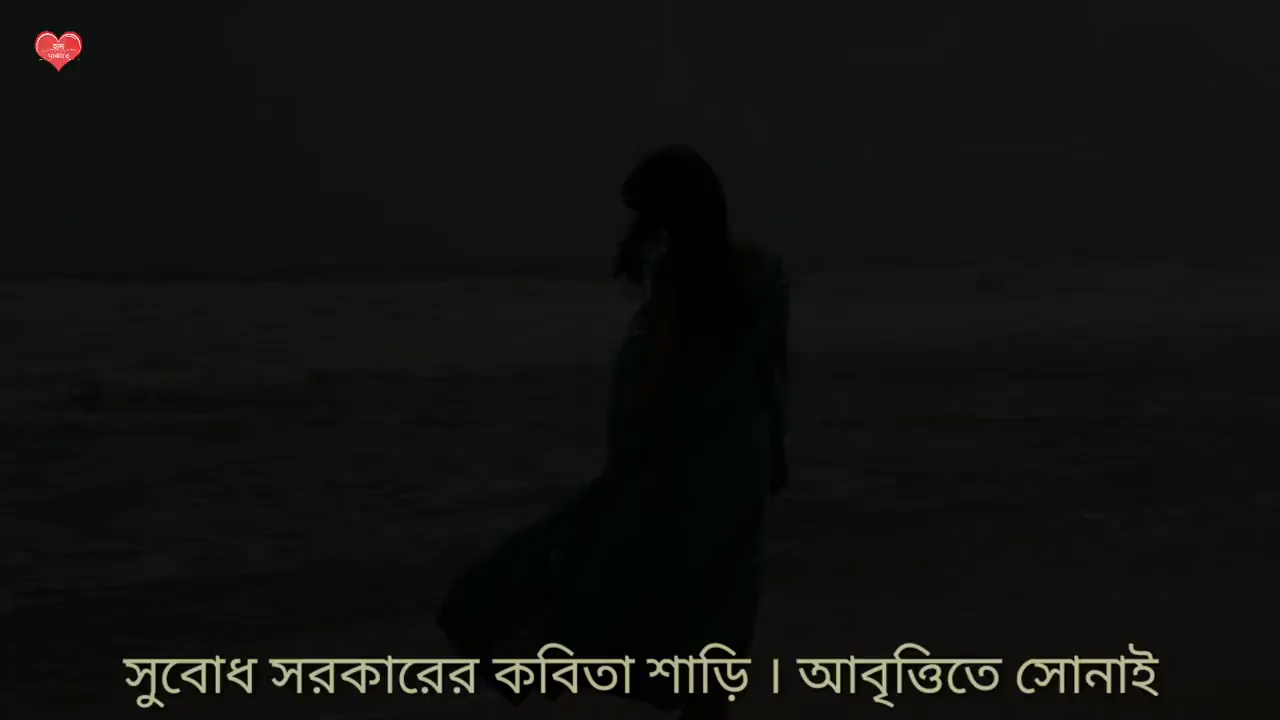 হৃদ
মাঝারে
সুবোধ সরকারের কবিতা শাড়ি । আবৃত্তিতে সোনাই